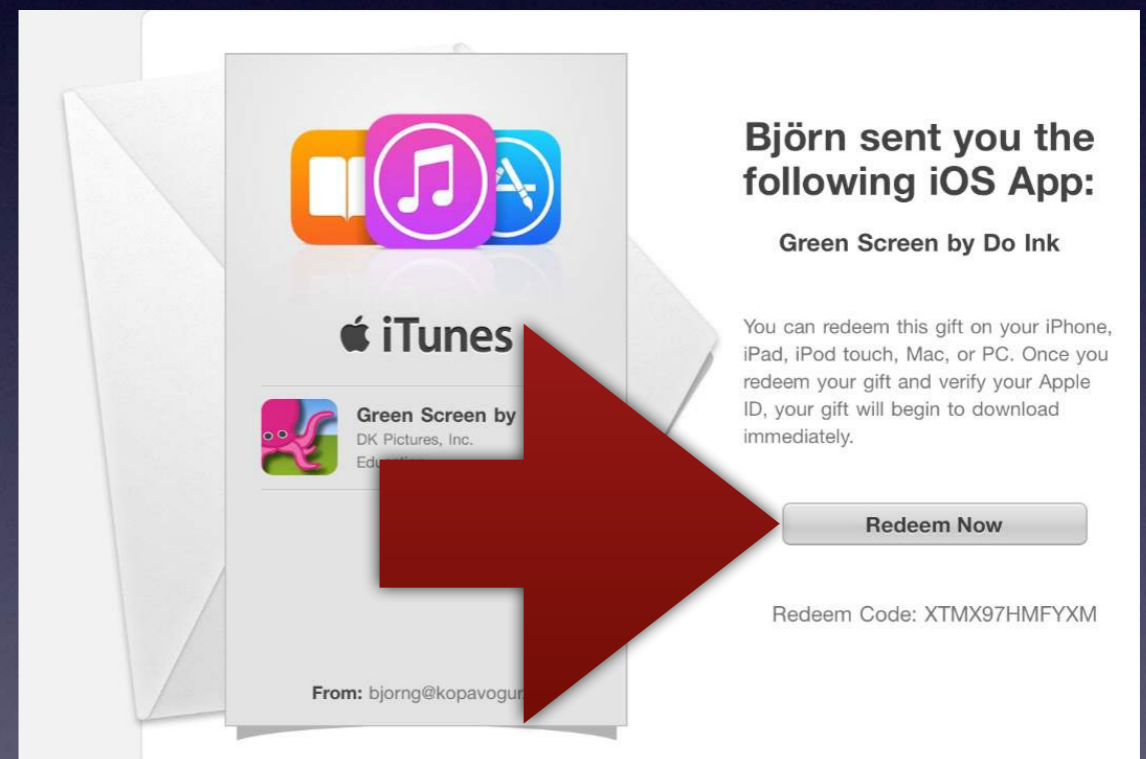 iTunes
Green Screen by
DK Pictures, Inc.
From: bjorng@kopavogur
Björn sent you the
following iOS App:
Green Screen by Do Ink
You can redeem this gift on your iPhone,
iPad, iPod touch, Mac, or PC. Once you
redeem your gift and verify your Apple
ID, your gift will begin to download
immediately.
Redeem Now
Redeem Code: XTMX97HMFYXM